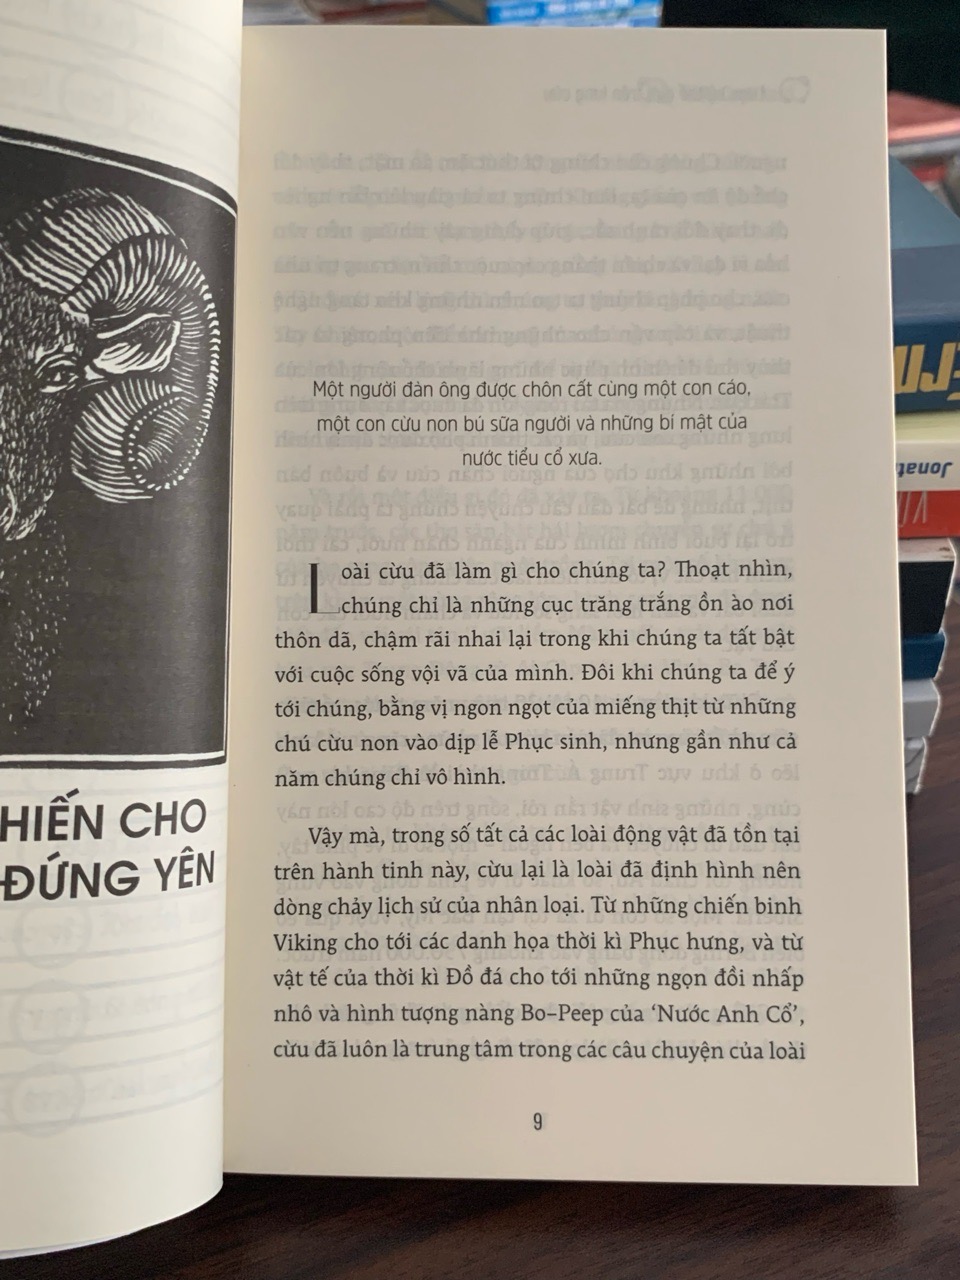 HIẾN CHO
ĐỨNG YÊN
Một người đàn ông được chôn cất cùng một con cáo,
một con cừu non bú sữa người và những bí mật của
nước tiểu cổ xưa.
Loài cừu đã làm gì cho chúng ta? Thoạt nhìn,
chúng chỉ là những cục trăng trắng ồn ào nơi
thôn dã, chậm rãi nhai lại trong khi chúng ta tất bật
với cuộc sống vội vã của mình. Đôi khi chúng ta để ý
tới chúng, bằng vị ngon ngọt của miếng thịt từ những
chú cừu non vào dịp lễ Phục sinh, nhưng gần như cả
năm chúng chỉ vô hình.
Vậy mà, trong số tất cả các loài động vật đã tồn tại
trên hành tinh này, cừu lại là loài đã định hình nên
dòng chảy lịch sử của nhân loại. Từ những chiến binh
Viking cho tới các danh họa thời kì Phục hưng, và từ
vật tế của thời kì Đồ đá cho tới những ngọn đồi nhấp
nhô và hình tượng nàng Bo-Peep của ‘Nước Anh Cổ’,
cừu đã luôn là trung tâm trong các câu chuyện của loài
9